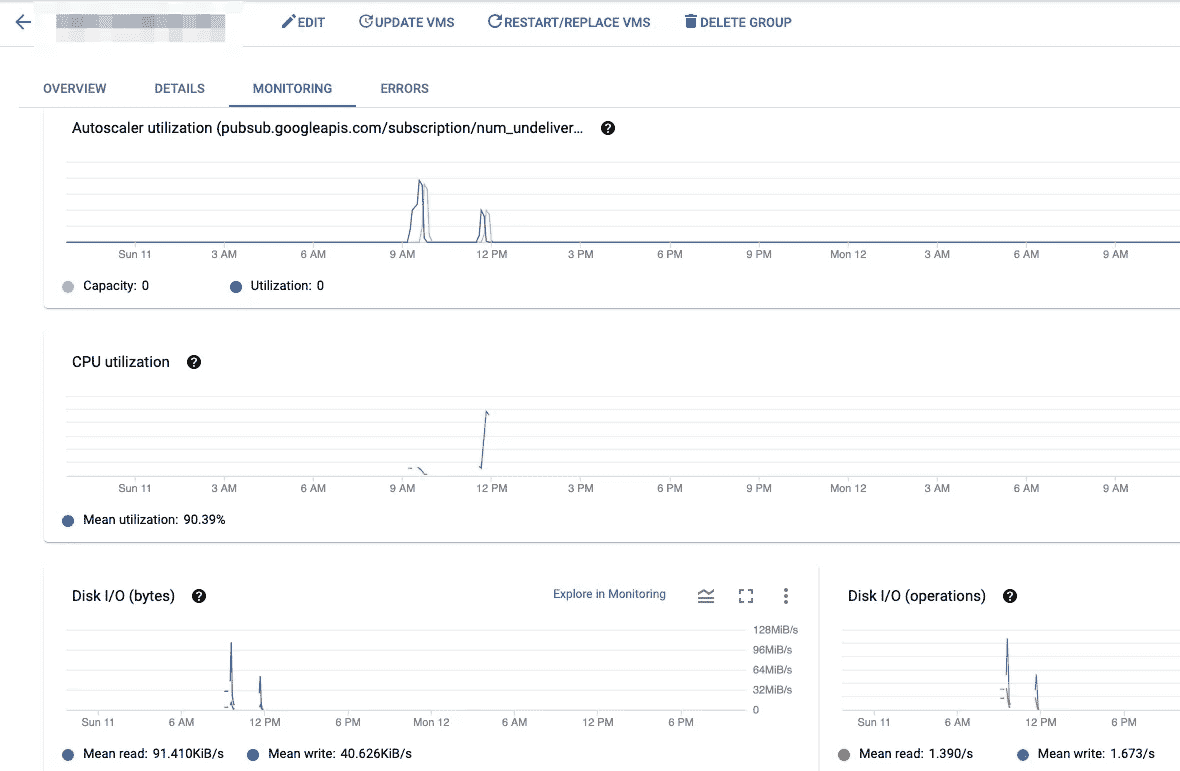 EDIT UPDATE VMS RESTART/REPLACE VMS DELETE GROUP
OVERVIEW DETAILS MONITORING ERRORS
Autoscaler utilization (pubsub.googleapis.com/subscription/num_undeliver...
Sun 11 3 AM 6 AM 9 AM 12 PM 3 PM 6 PM 9 PM Mon 12 3 AM 6 AM 9 AM
Capacity: 0 Utilization: 0
CPU utilization
Sun 11 3 AM 6 AM 9 AM 12 PM 3 PM 6 PM 9 PM Mon 12 3 AM 6 AM 9 AM
Mean utilization: 90.39%
Disk I/O (bytes) Explore in Monitoring
128MiB/s
96MiB/s
64MiB/s
32MiB/s
0
Sun 11 6 AM 12 PM 6 PM Mon 12 6 AM 12 PM 6 PM
Mean read: 91.410KiB/s Mean write: 40.626KiB/s
Disk I/O (operations)
Sun 11 6 AM 12 PM 6 PM
Mean read: 1.390/s Mean write: 1.673/s